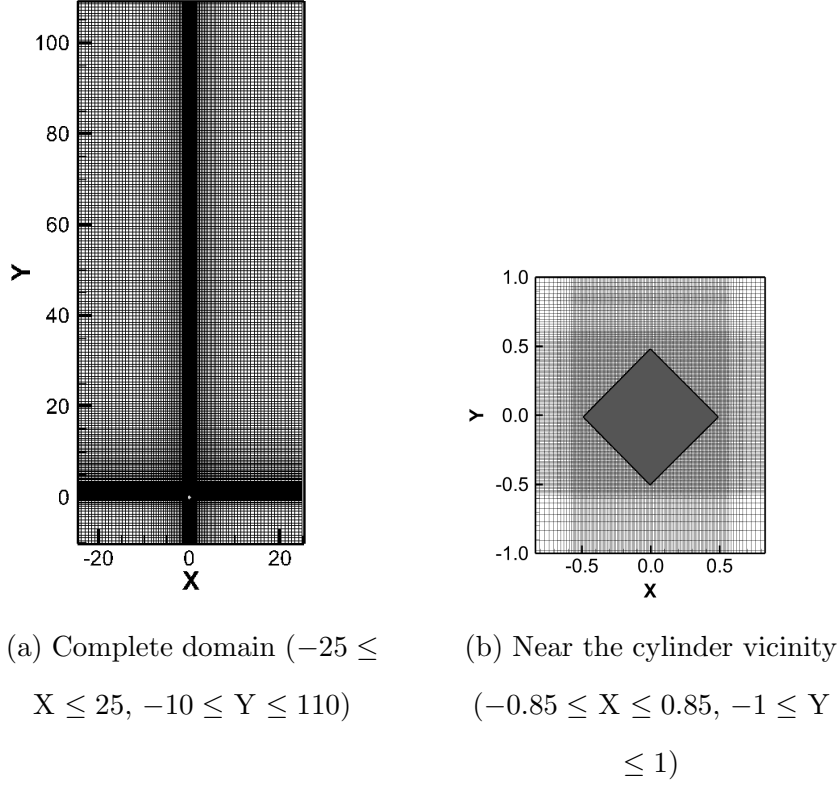 100
80
60
40
20
0
Y
-20 0 20
X
1.0
0.5
0.0
-0.5
-1.0
Y
-0.5 0.0 0.5
X
(a) Complete domain (−25 ≤
X ≤ 25, −10 ≤ Y ≤ 110)
(b) Near the cylinder vicinity
(−0.85 ≤ X ≤ 0.85, −1 ≤ Y
≤ 1)